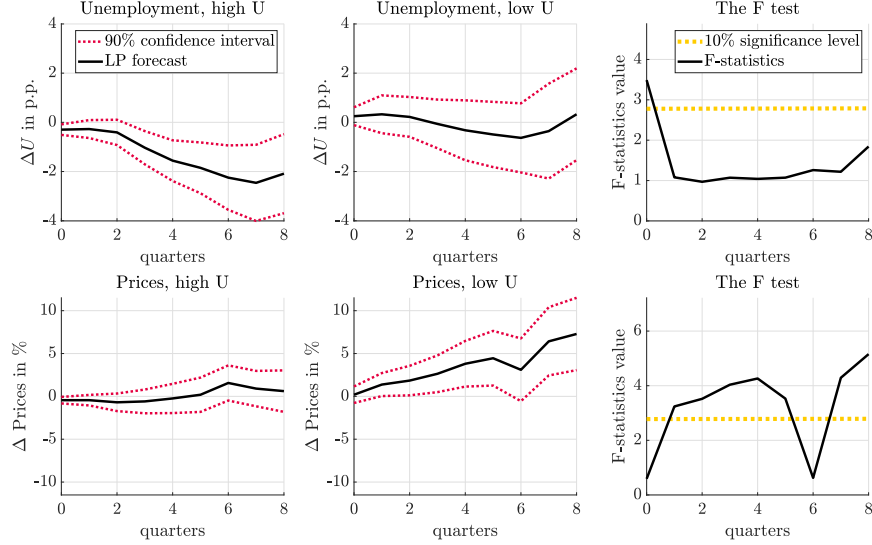 Unemployment, high U
Unemployment, low U
The F test
90% confidence interval
LP forecast
10% significance level
F-statistics
ΔU in p.p.
4
2
0
-2
-4
0
2
4
6
8
quarters
ΔU in p.p.
4
2
0
-2
-4
0
2
4
6
8
quarters
F-statistics value
4
3
2
1
0
0
2
4
6
8
quarters
Prices, high U
Prices, low U
The F test
Δ Prices in %
10
5
0
-5
-10
0
2
4
6
8
quarters
Δ Prices in %
10
5
0
-5
-10
0
2
4
6
8
quarters
F-statistics value
6
4
2
0
0
2
4
6
8
quarters